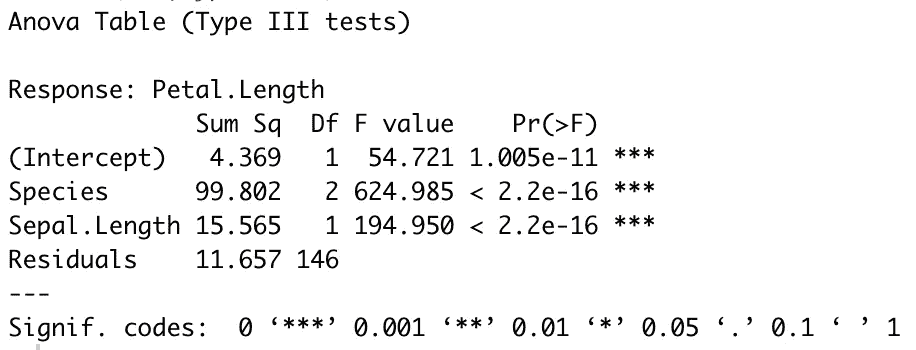 Anova Table (Type III tests)
Response: Petal.Length
Sum Sq Df F value Pr(>F)
(Intercept) 4.369 1 54.721 1.005e-11 ***
Species 99.802 2 624.985 < 2.2e-16 ***
Sepal.Length 15.565 1 194.950 < 2.2e-16 ***
Residuals 11.657 146
---
Signif. codes: 0 ‘***’ 0.001 ‘**’ 0.01 ‘*’ 0.05 ‘.’ 0.1 ‘ ’ 1